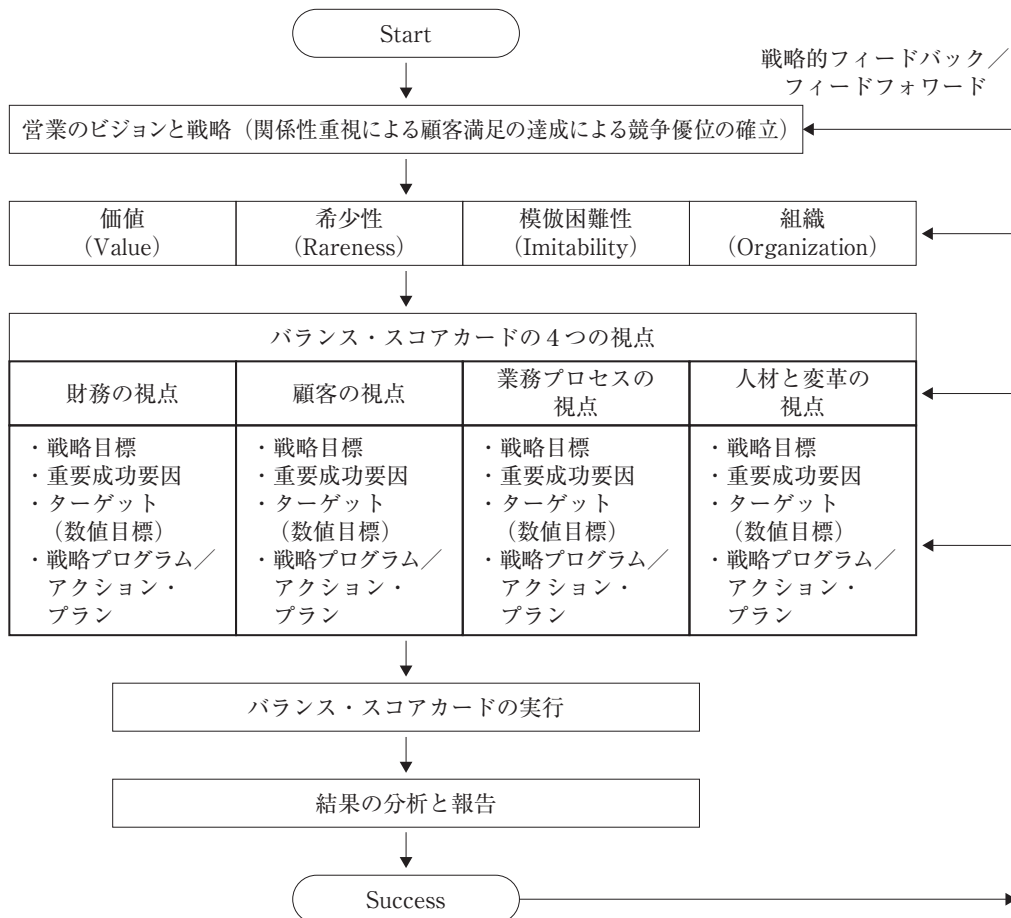 Start
戦略的フィードバック／
フィードフォワード
営業のビジョンと戦略（関係性重視による顧客満足の達成による競争優位の確立）
価値
（Value）
希少性
（Rareness）
模倣困難性
（Imitability）
組織
（Organization）
バランス・スコアカードの４つの視点
財務の視点
顧客の視点
業務プロセスの
視点
人材と変革の
視点
・戦略目標
・重要成功要因
・ターゲット
（数値目標）
・戦略プログラム／
アクション・
プラン
・戦略目標
・重要成功要因
・ターゲット
（数値目標）
・戦略プログラム／
アクション・
プラン
・戦略目標
・重要成功要因
・ターゲット
（数値目標）
・戦略プログラム／
アクション・
プラン
・戦略目標
・重要成功要因
・ターゲット
（数値目標）
・戦略プログラム／
アクション・
プラン
バランス・スコアカードの実行
結果の分析と報告
Success